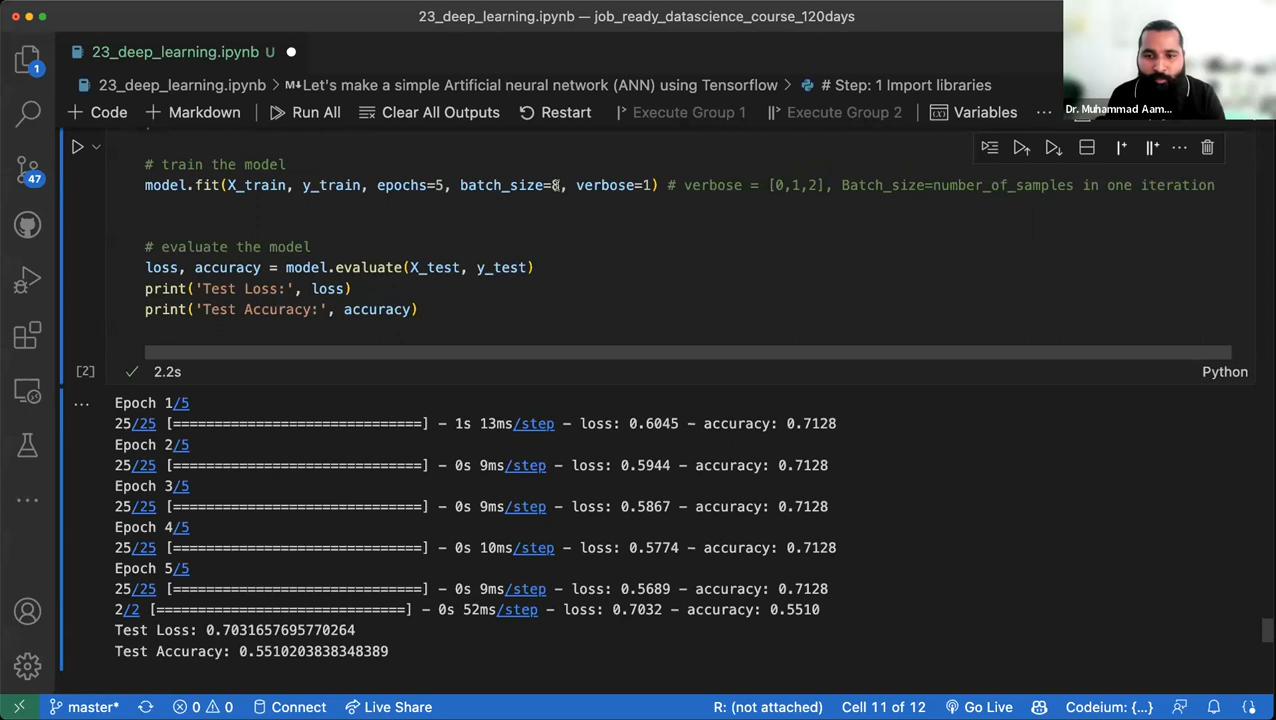 23_deep_learning.ipynb — job_ready_datascience_course_120days
23_deep_learning.ipynb U
23_deep_learning.ipynb > Let's make a simple Artificial neural network (ANN) using Tensorflow > # Step: 1 Import libraries
Dr. Muhammad Aam...
+ Code + Markdown Run All Clear All Outputs Restart Execute Group 1 Execute Group 2 Variables ...
1
47
# train the model
model.fit(X_train, y_train, epochs=5, batch_size=8, verbose=1) # verbose = [0,1,2], Batch_size=number_of_samples in one iteration
# evaluate the model
loss, accuracy = model.evaluate(X_test, y_test)
print('Test Loss:', loss)
print('Test Accuracy:', accuracy)
[2] 2.2s Python
... Epoch 1/5
25/25 [==============================] - 1s 13ms/step - loss: 0.6045 - accuracy: 0.7128
Epoch 2/5
25/25 [==============================] - 0s 9ms/step - loss: 0.5944 - accuracy: 0.7128
Epoch 3/5
25/25 [==============================] - 0s 9ms/step - loss: 0.5867 - accuracy: 0.7128
Epoch 4/5
25/25 [==============================] - 0s 10ms/step - loss: 0.5774 - accuracy: 0.7128
Epoch 5/5
25/25 [==============================] - 0s 9ms/step - loss: 0.5689 - accuracy: 0.7128
2/2 [==============================] - 0s 52ms/step - loss: 0.7032 - accuracy: 0.5510
Test Loss: 0.7031657695770264
Test Accuracy: 0.5510203838348389
master* 0 0 Connect Live Share R: (not attached) Cell 11 of 12 Go Live Codeium: {...}